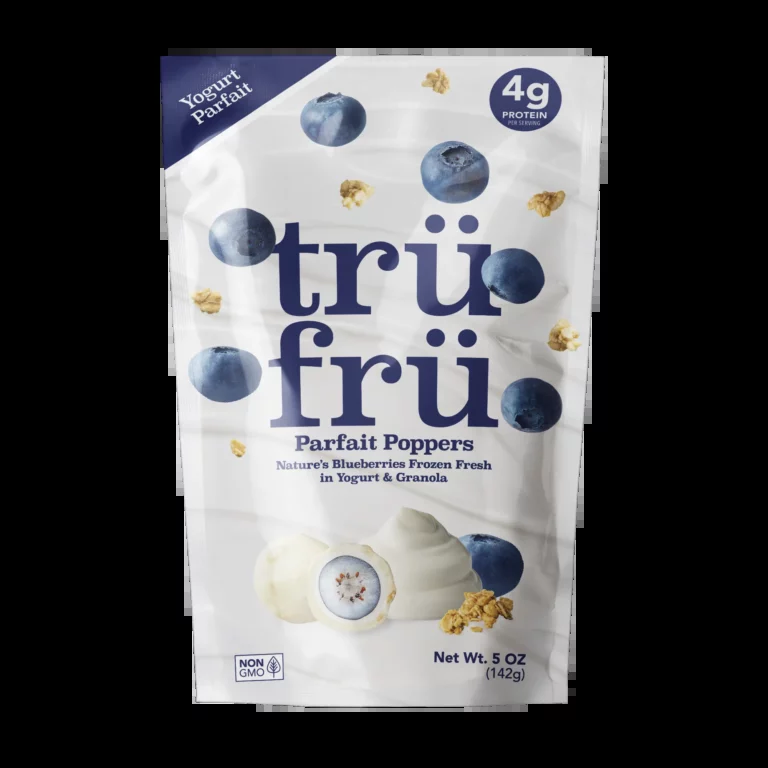 Yogurt
Parfait
4g
PROTEIN
PER SERVING
trü
frü
Parfait Poppers
Nature's Blueberries Frozen Fresh
in Yogurt & Granola
NON
GMO
Net Wt. 5 OZ
(142g)